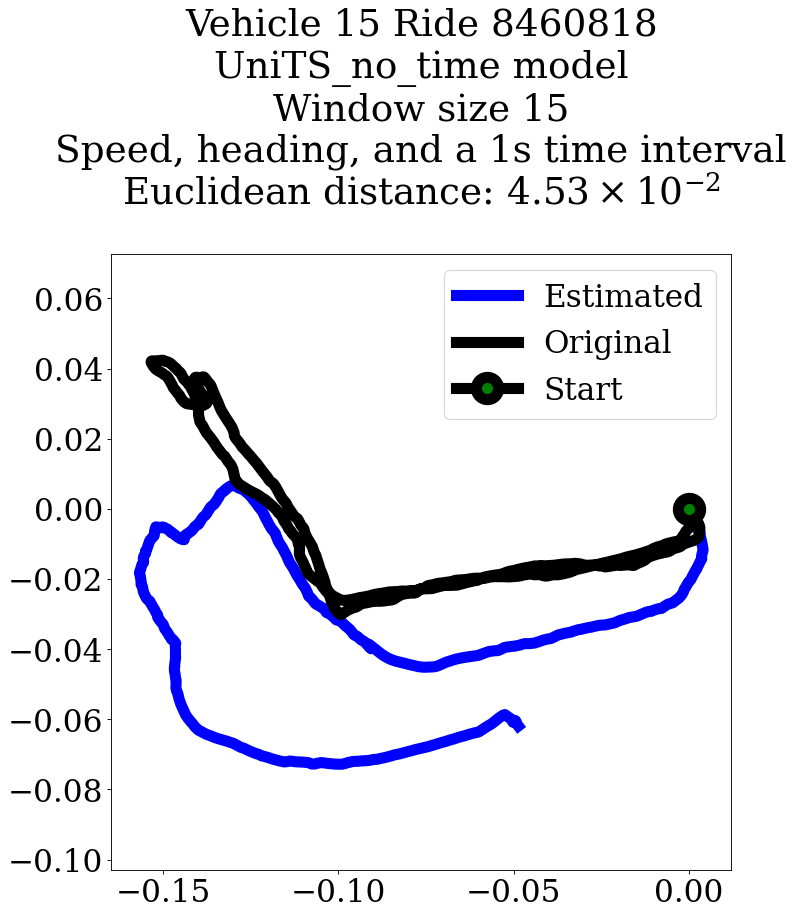 Vehicle 15 Ride 8460818
UniTS_no_time model
Window size 15
Speed, heading, and a 1s time interval
Euclidean distance: 4.53 × 10⁻²
Estimated
Original
Start
0.06
0.04
0.02
0.00
−0.02
−0.04
−0.06
−0.08
−0.10
−0.15
−0.10
−0.05
0.00